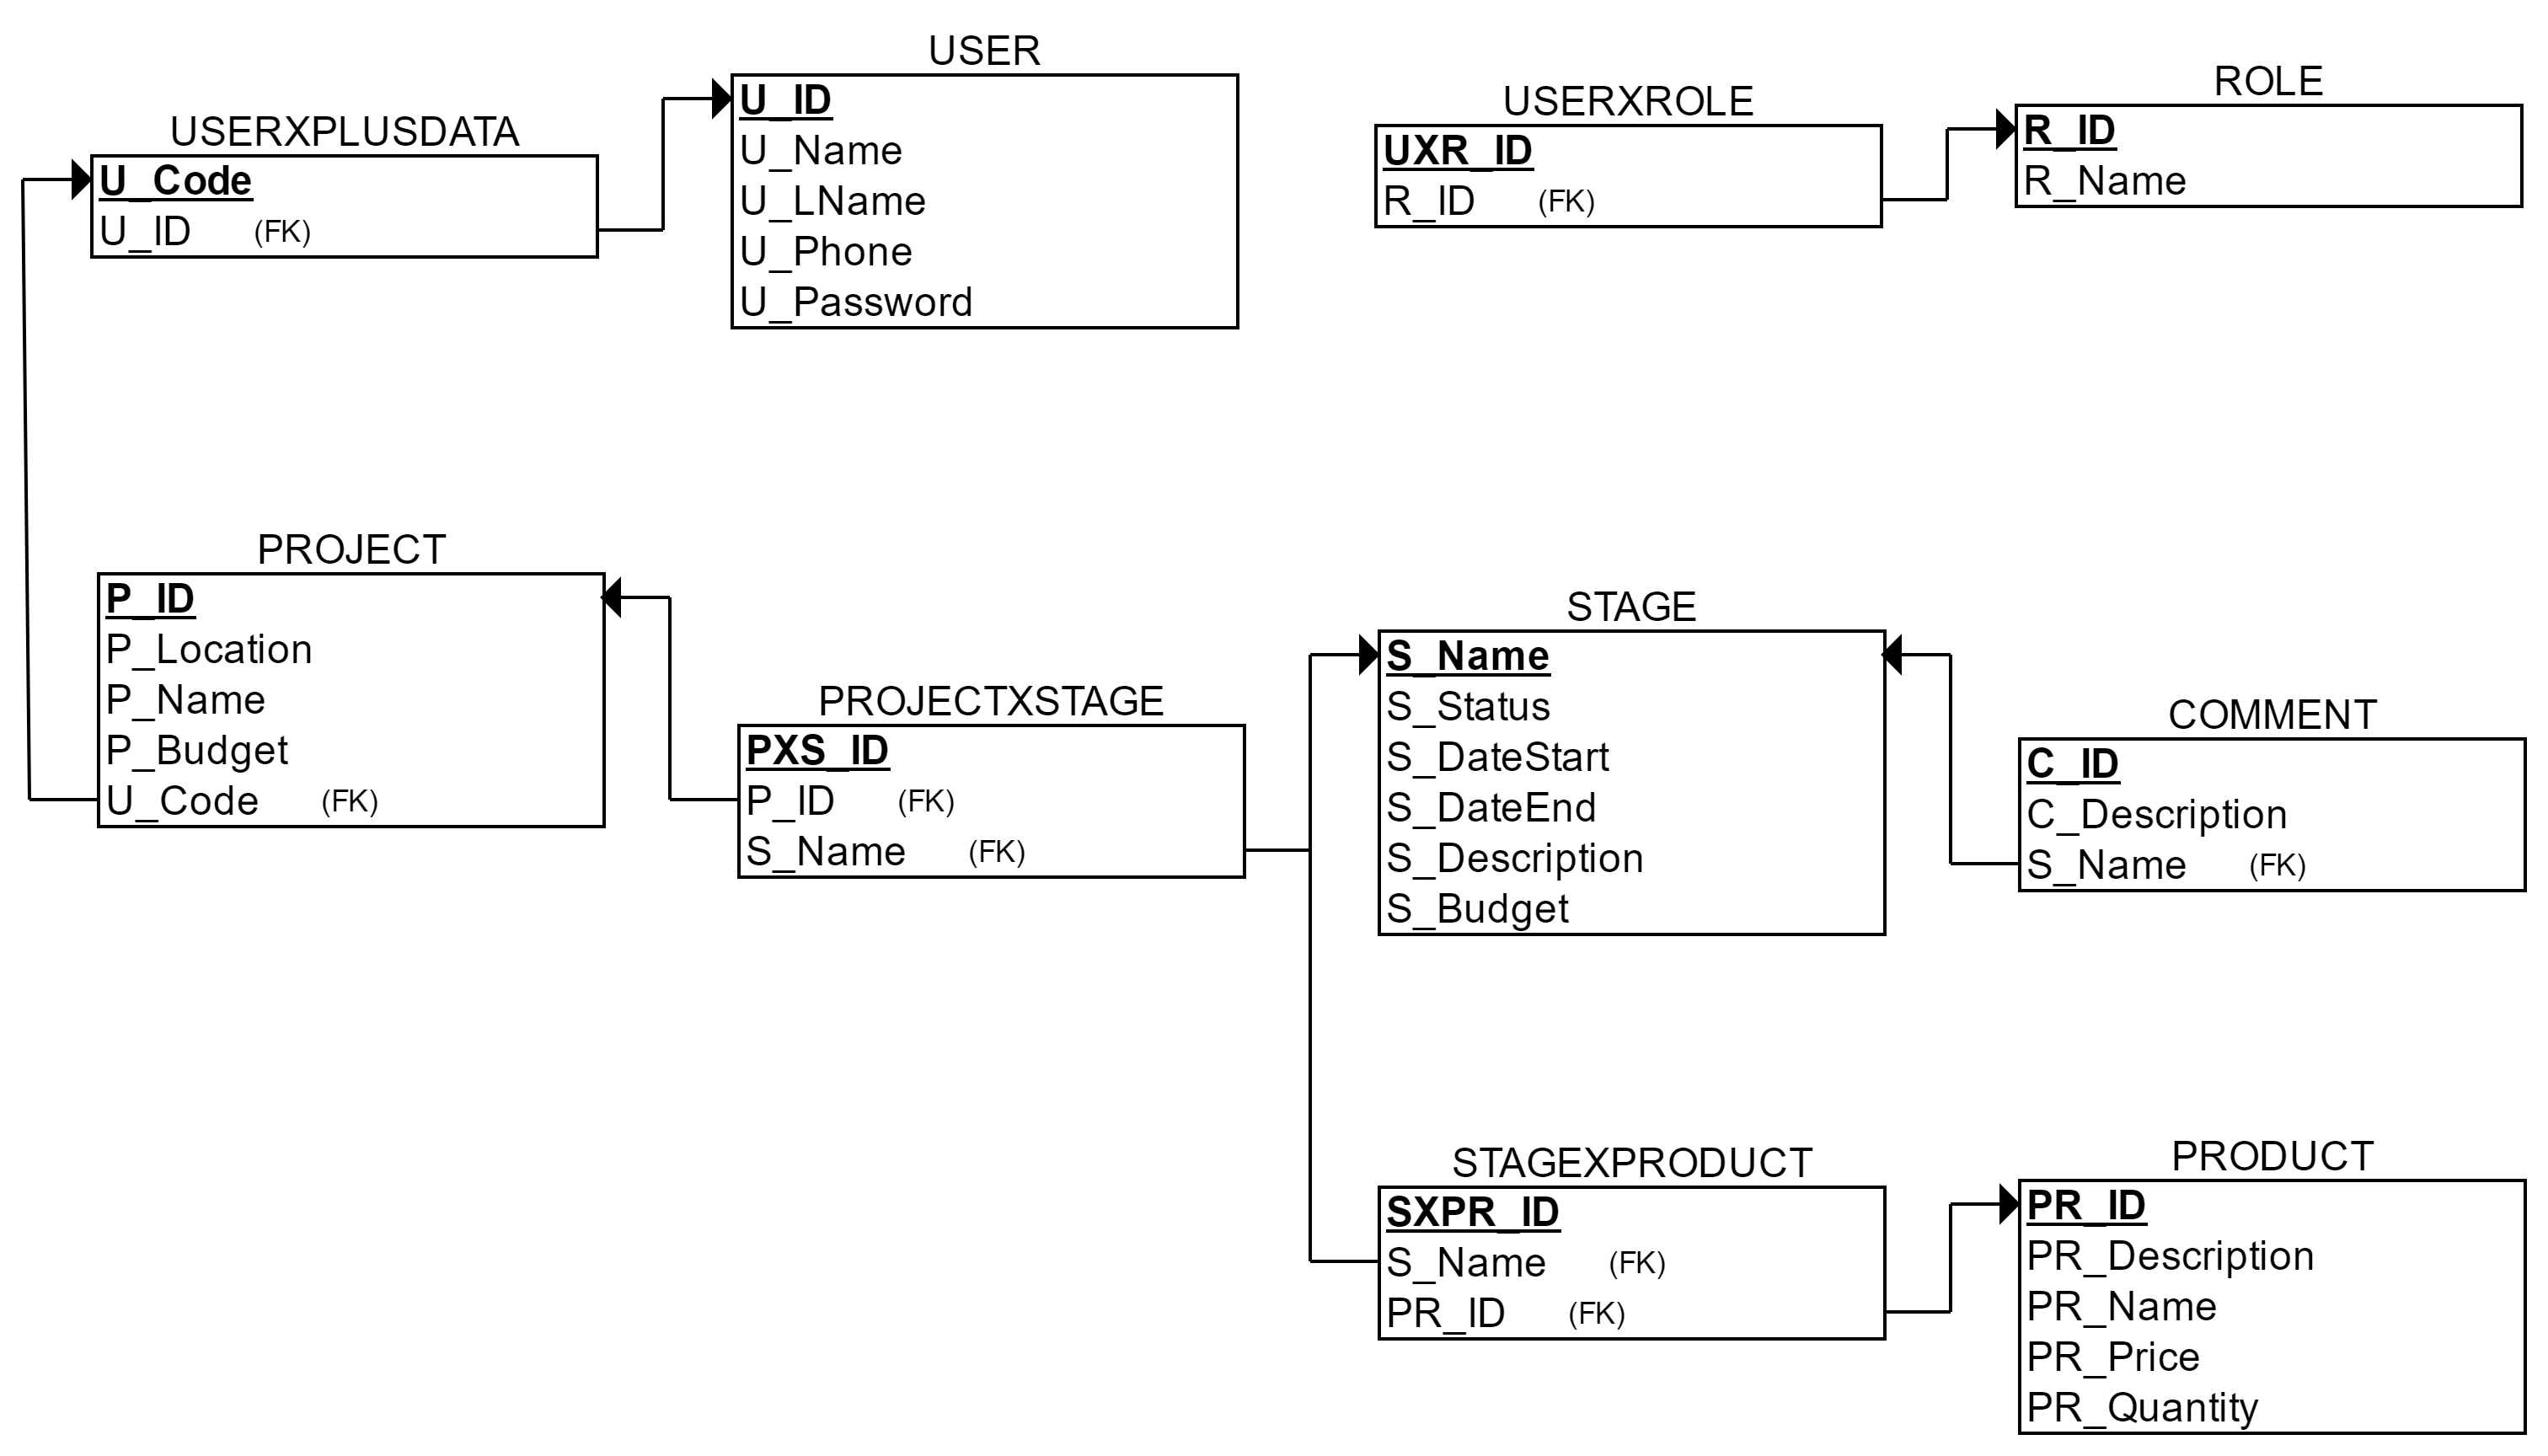 USER
U_ID
U_Name
U_LName
U_Phone
U_Password
USERXPLUSDATA
U_Code
U_ID (FK)
USERXROLE
UXR_ID
R_ID (FK)
ROLE
R_ID
R_Name
PROJECT
P_ID
P_Location
P_Name
P_Budget
U_Code (FK)
PROJECTXSTAGE
PXS_ID
P_ID (FK)
S_Name (FK)
STAGE
S_Name
S_Status
S_DateStart
S_DateEnd
S_Description
S_Budget
COMMENT
C_ID
C_Description
S_Name (FK)
STAGEXPRODUCT
SXPR_ID
S_Name (FK)
PR_ID (FK)
PRODUCT
PR_ID
PR_Description
PR_Name
PR_Price
PR_Quantity